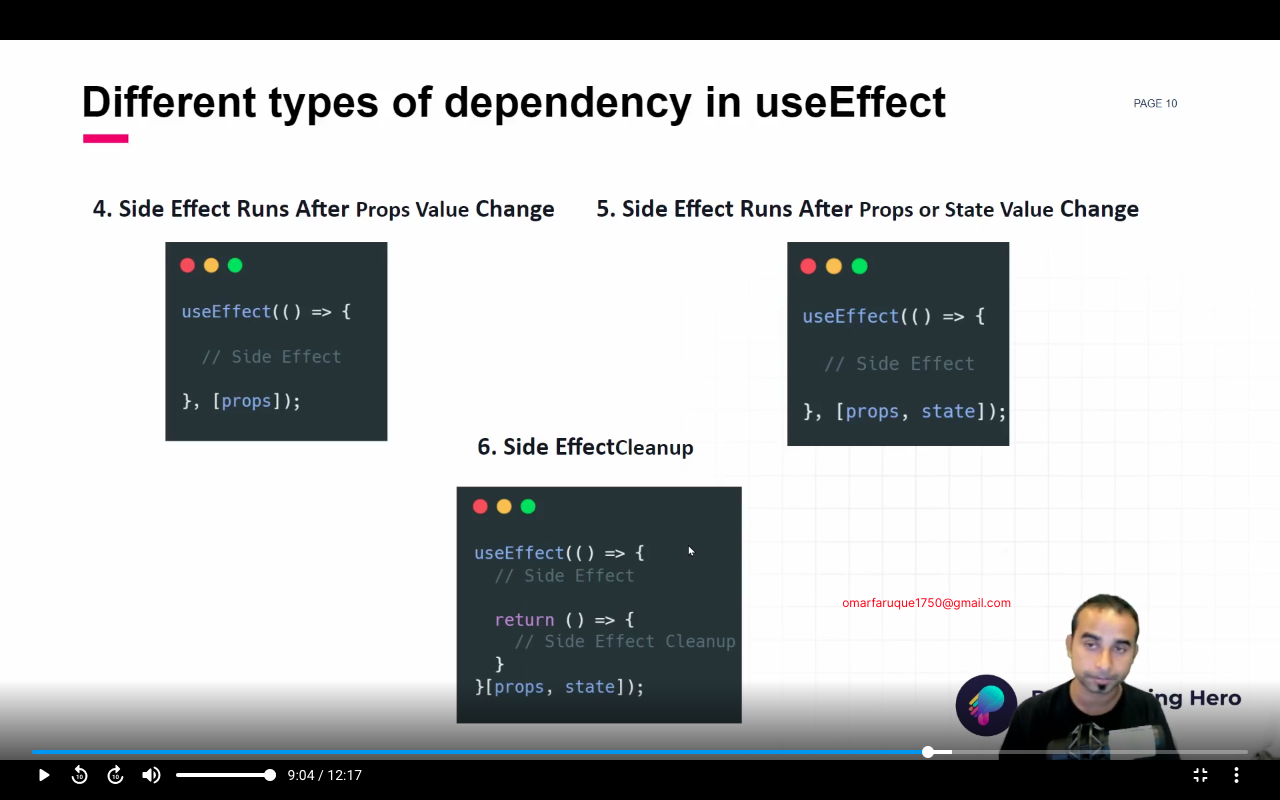 Different types of dependency in useEffect
PAGE 10
4. Side Effect Runs After Props Value Change
5. Side Effect Runs After Props or State Value Change
useEffect(() => {
// Side Effect
}, [props]);
useEffect(() => {
// Side Effect
}, [props, state]);
6. Side EffectCleanup
useEffect(() => {
// Side Effect
return () => {
// Side Effect Cleanup
}
}[props, state]);
omarfaruque1750@gmail.com
Hero
10
10
9:04 / 12:17